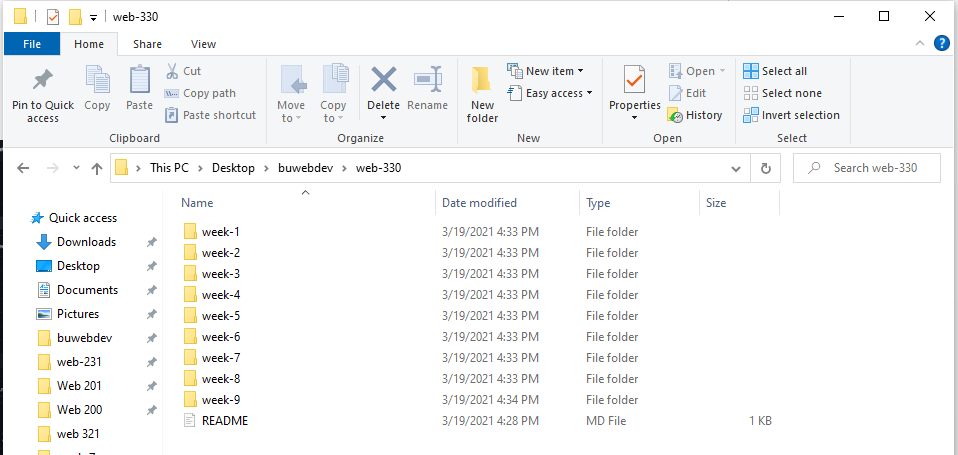 web-330
File Home Share View
Pin to Quick access
Copy
Paste
Cut
Copy path
Paste shortcut
Clipboard
Move to
Copy to
Delete
Rename
Organize
New folder
New item
Easy access
New
Properties
Open
Edit
History
Open
Select all
Select none
Invert selection
Select
This PC > Desktop > buwebdev > web-330
Search web-330
Quick access
Downloads
Desktop
Documents
Pictures
buwebdev
web-231
Web 201
Web 200
web 321
Name Date modified Type Size
week-1 3/19/2021 4:33 PM File folder
week-2 3/19/2021 4:33 PM File folder
week-3 3/19/2021 4:33 PM File folder
week-4 3/19/2021 4:33 PM File folder
week-5 3/19/2021 4:33 PM File folder
week-6 3/19/2021 4:33 PM File folder
week-7 3/19/2021 4:33 PM File folder
week-8 3/19/2021 4:33 PM File folder
week-9 3/19/2021 4:34 PM File folder
README 3/19/2021 4:28 PM MD File 1 KB